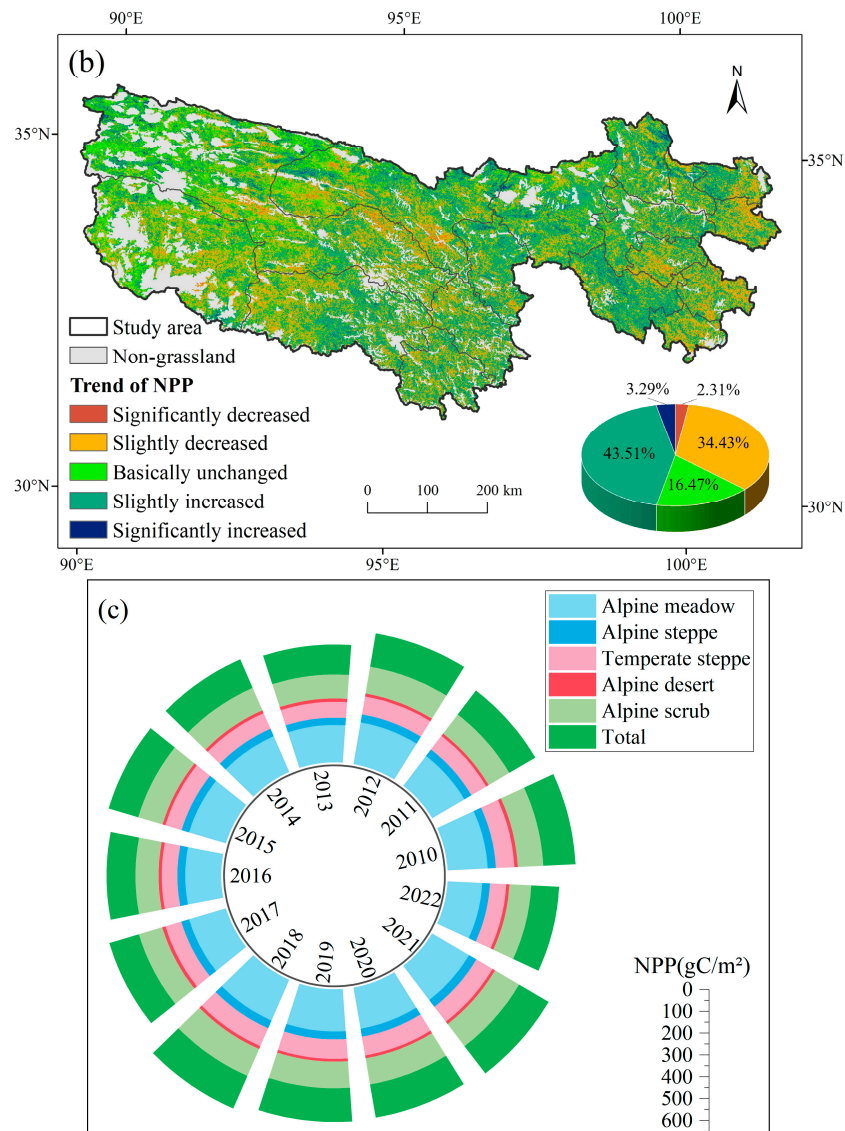 90°E 95°E 100°E
(b)
N
35°N 35°N
Study area
Non-grassland
Trend of NPP
Significantly decreased
Slightly decreased
Basically unchanged
Slightly increased
Significantly increased
3.29% 2.31%
43.51% 34.43%
16.47%
0 100 200 km
30°N 30°N
90°E 95°E 100°E
(c)
Alpine meadow
Alpine steppe
Temperate steppe
Alpine desert
Alpine scrub
Total
2010
2011
2012
2013
2014
2015
2016
2017
2018
2019
2020
2021
2022
NPP(gC/m²)
0
100
200
300
400
500
600